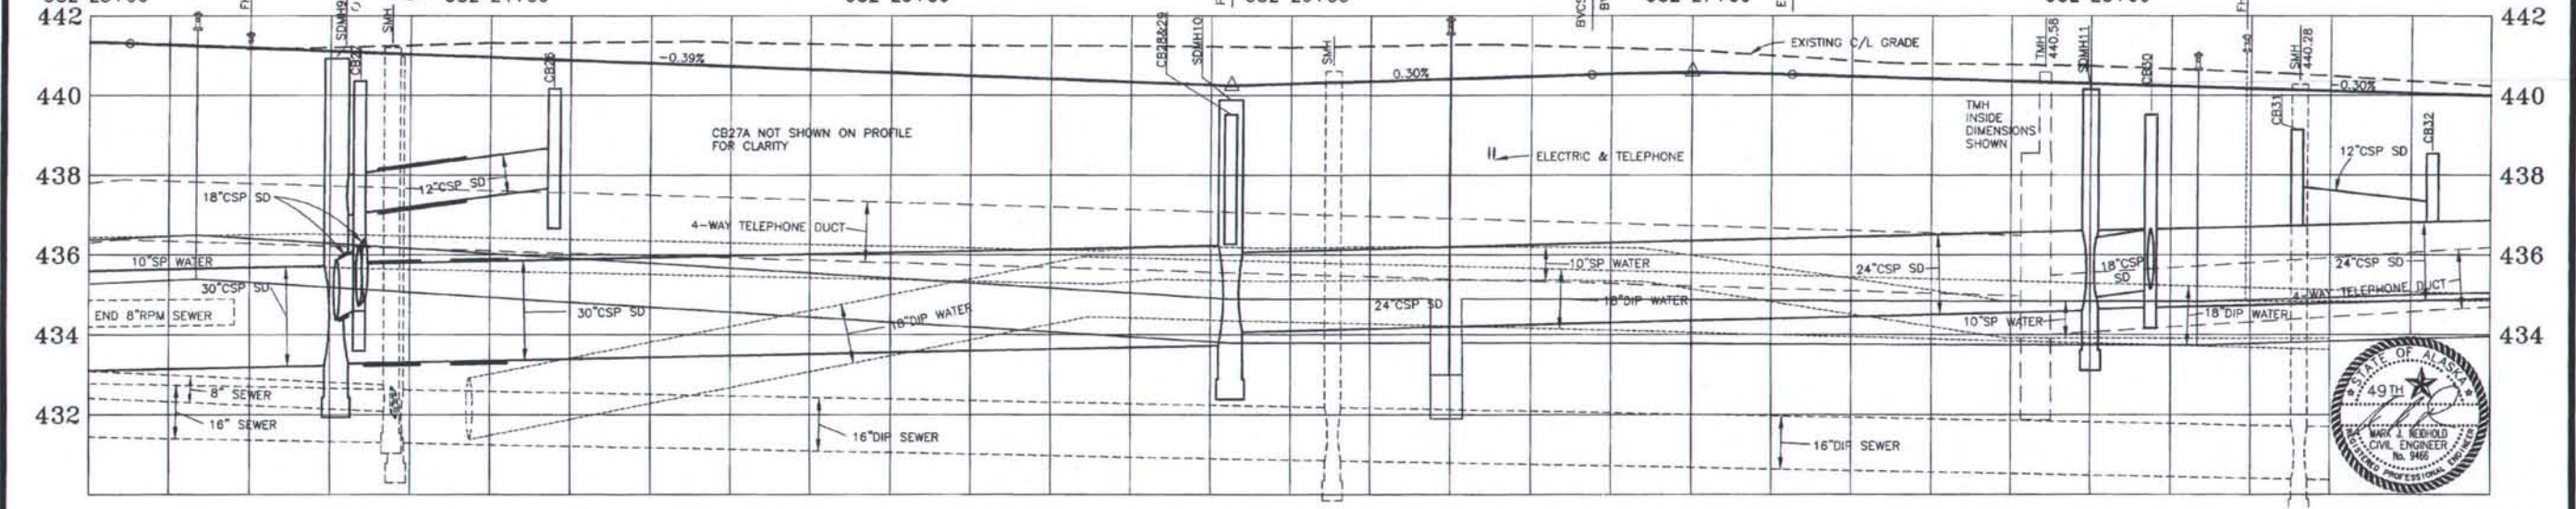 442
442
440
440
438
438
436
436
434
434
432
SDMH9
SMH
CB26
-0.39%
CB28&29
SDMH10
SMH
0.30%
EXISTING C/L GRADE
TMH
440.58
SDMH11
CB30
SMH
440.28
-0.30%
CB31
CB32
CB27A NOT SHOWN ON PROFILE
FOR CLARITY
ELECTRIC & TELEPHONE
TMH
INSIDE
DIMENSIONS
SHOWN
12"CSP SD
12"CSP SD
18"CSP SD
4-WAY TELEPHONE DUCT
10"SP WATER
30"CSP SD
END 8"RPM SEWER
30"CSP SD
18"DIP WATER
24"CSP SD
10"SP WATER
18"DIP WATER
24"CSP SD
10"SP WATER
18"CSP
SD
18"DIP WATER
24"CSP SD
4-WAY TELEPHONE DUCT
8" SEWER
16" SEWER
16"DIP SEWER
16"DIP SEWER
STATE OF ALASKA
49TH
MARK J. NEIDHOLD
CIVIL ENGINEER
No. 9466
REGISTERED PROFESSIONAL ENGINEER